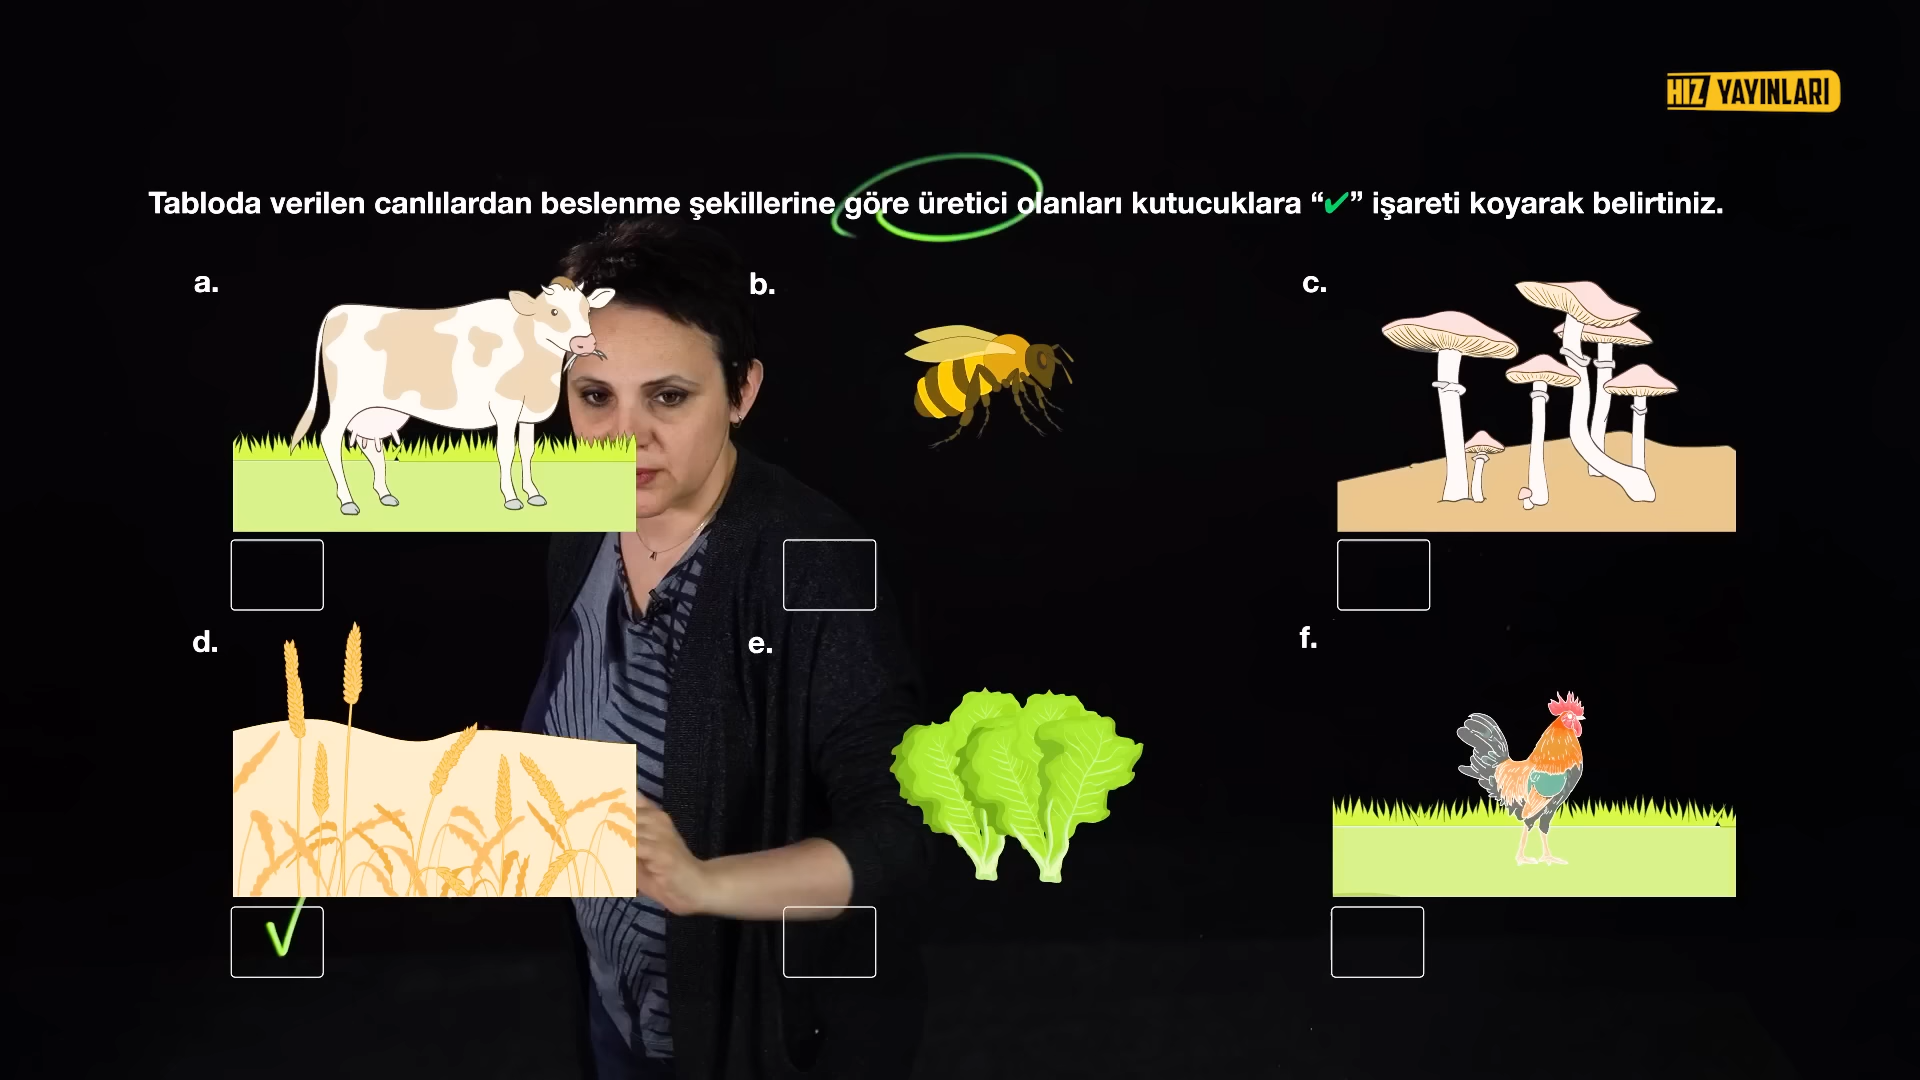 HIZ YAYINLARI
Tabloda verilen canlılardan beslenme şekillerine göre üretici olanları kutucuklara “✔” işareti koyarak belirtiniz.
a.
b.
c.
d.
e.
f.